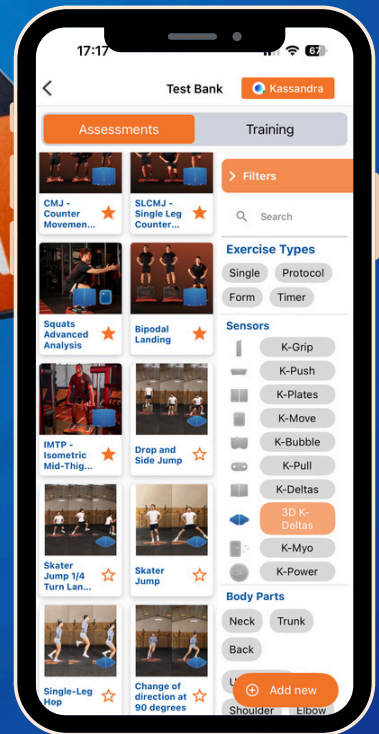 17:17
67
Test Bank
Kassandra
Assessments
Training
CMJ -
Counter
Movemen...
SLCMJ -
Single Leg
Counter...
Squats
Advanced
Analysis
Bipodal
Landing
IMTP -
Isometric
Mid-Thig...
Drop and
Side Jump
Skater
Jump 1/4
Turn Lan...
Skater
Jump
Single-Leg
Hop
Change of
direction at
90 degrees
Filters
Search
Exercise Types
Single Protocol
Form Timer
Sensors
K-Grip
K-Push
K-Plates
K-Move
K-Bubble
K-Pull
K-Deltas
3D K-
Deltas
K-Myo
K-Power
Body Parts
Neck Trunk
Back
Add new
Shoulder Elbow